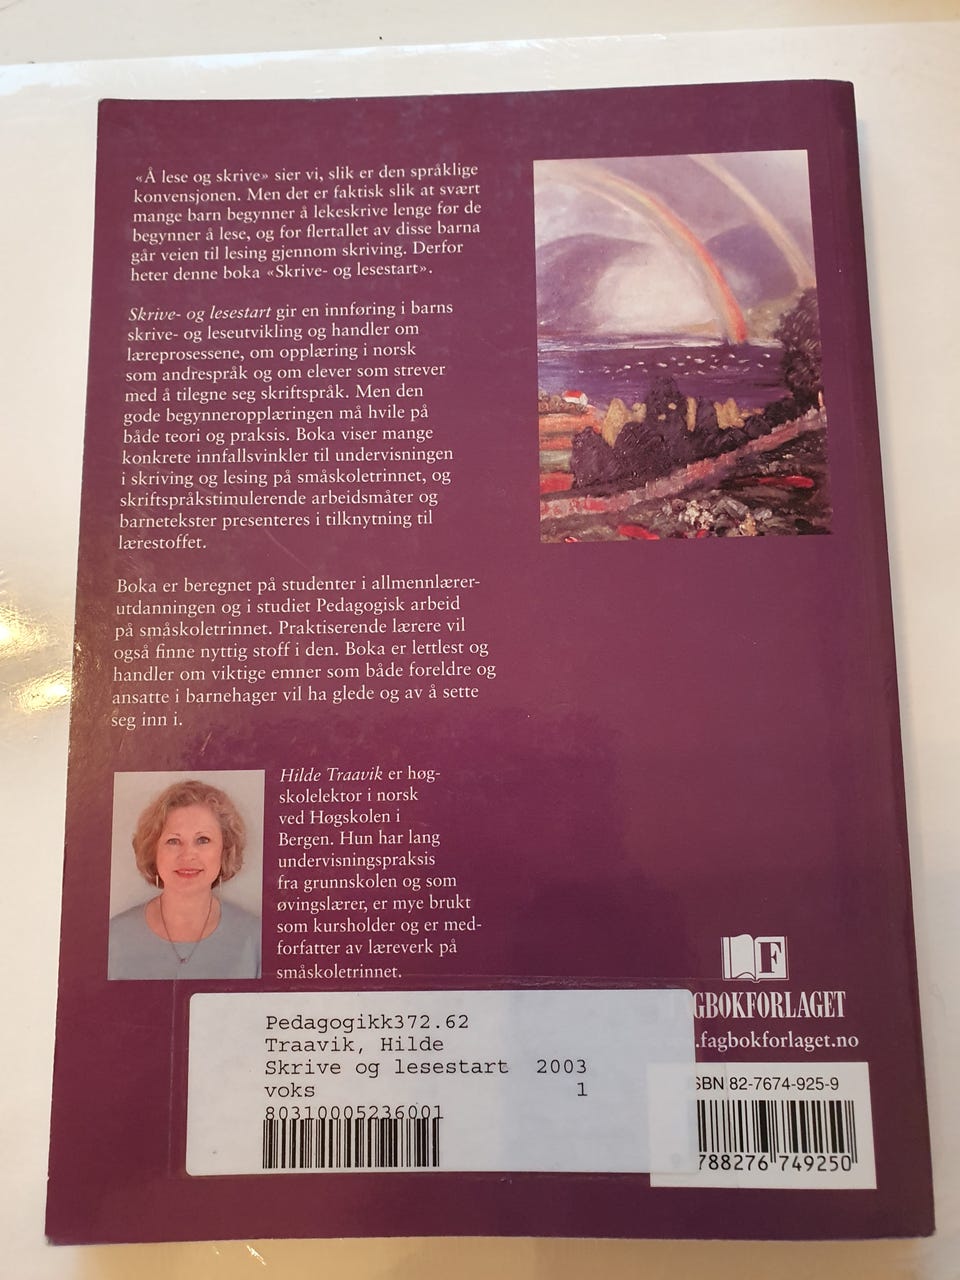 «Å lese og skrive» sier vi, slik er den språklige
konvensjonen. Men det er faktisk slik at svært
mange barn begynner å lekeskrive lenge før de
begynner å lese, og for flertallet av disse barna
går veien til lesing gjennom skriving. Derfor
heter denne boka «Skrive- og lesestart».
Skrive- og lesestart gir en innføring i barns
skrive- og leseutvikling og handler om
læreprosessene, om opplæring i norsk
som andrespråk og om elever som strever
med å tilegne seg skriftspråk. Men den
gode begynneropplæringen må hvile på
både teori og praksis. Boka viser mange
konkrete innfallsvinkler til undervisningen
i skriving og lesing på småskoletrinnet, og
skriftspråkstimulerende arbeidsmåter og
barnetekster presenteres i tilknytning til
lærestoffet.
Boka er beregnet på studenter i allmennlærer-
utdanningen og i studiet Pedagogisk arbeid
på småskoletrinnet. Praktiserende lærere vil
også finne nyttig stoff i den. Boka er lettlest og
handler om viktige emner som både foreldre og
ansatte i barnehager vil ha glede og av å sette
seg inn i.
Hilde Traavik er høg-
skolelektor i norsk
ved Høgskolen i
Bergen. Hun har lang
undervisningspraksis
fra grunnskolen og som
øvingslærer, er mye brukt
som kursholder og er med-
forfatter av læreverk på
småskoletrinnet.
F
FAGBOKFORLAGET
.fagbokforlaget.no
Pedagogikk372.62
Traavik, Hilde
Skrive og lesestart 2003
voks 1
80310005236001
ISBN 82-7674-925-9
788276 749250